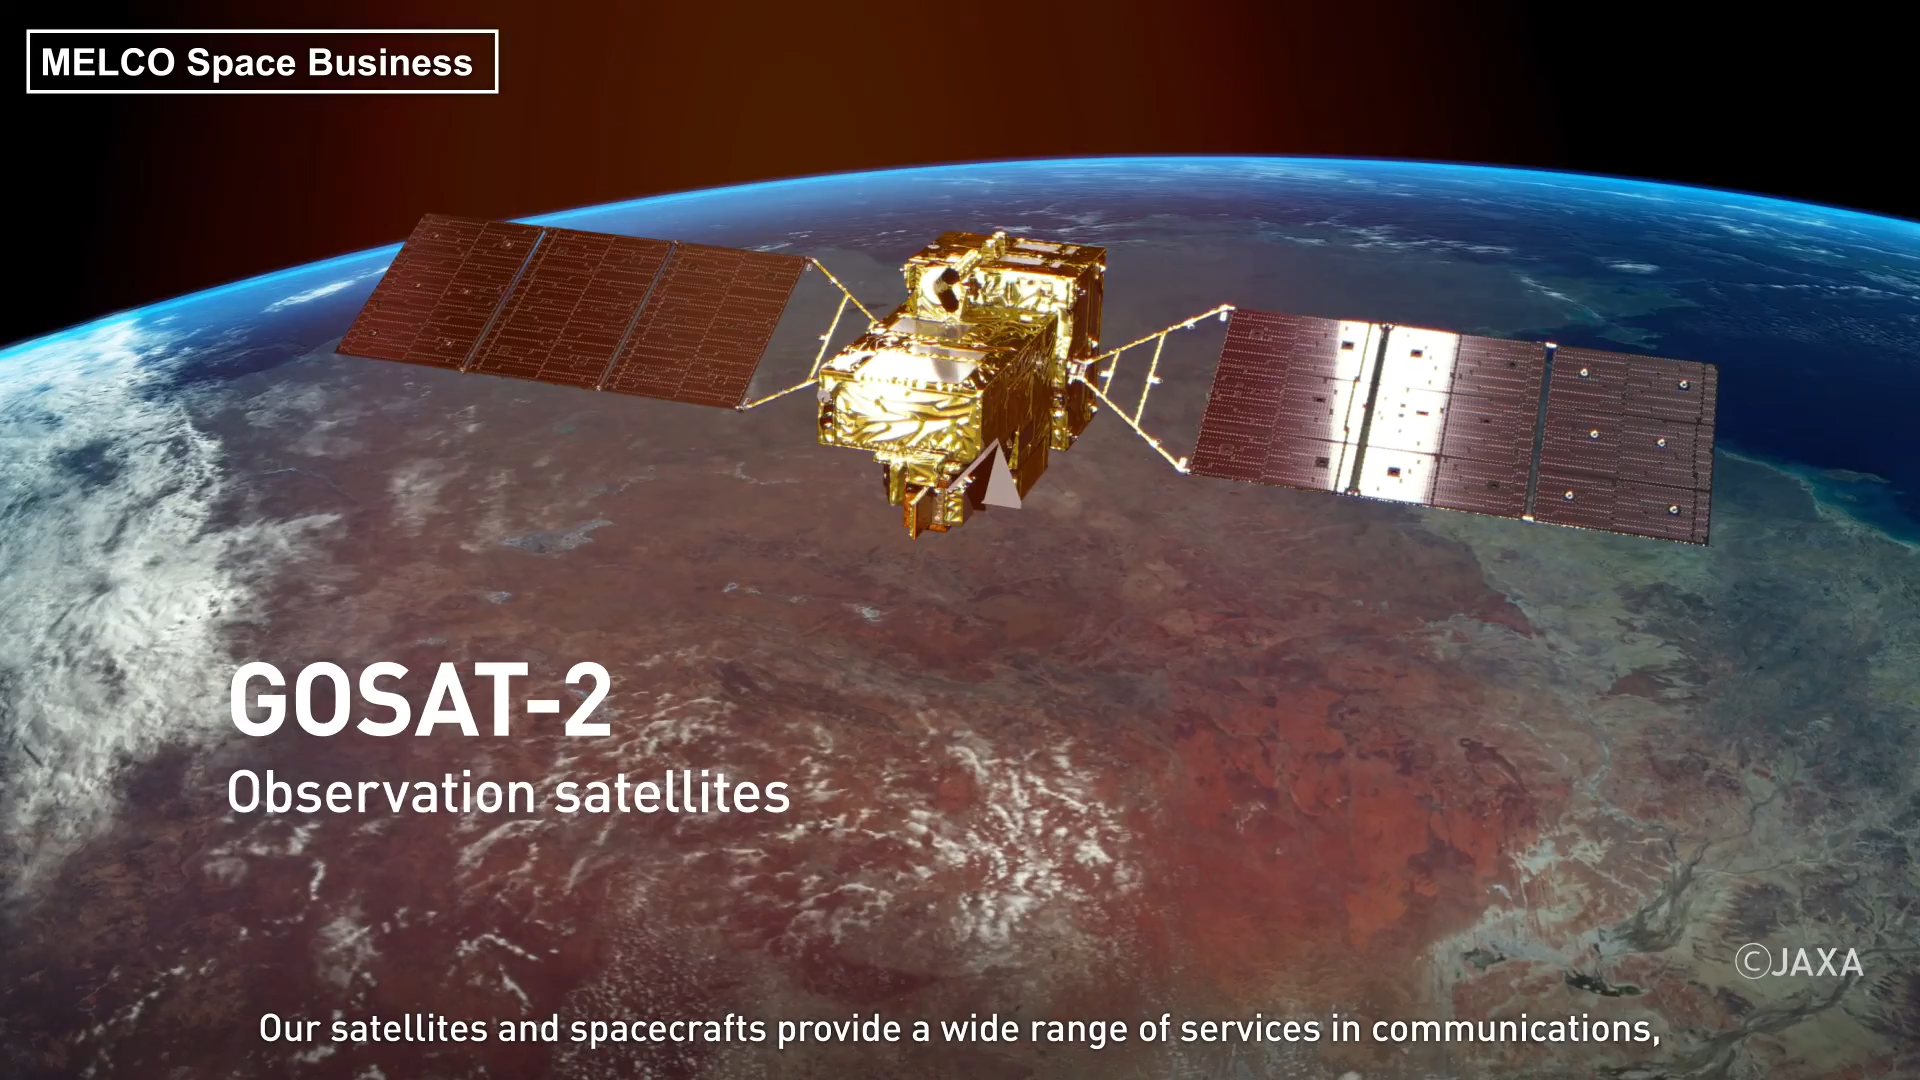 MELCO Space Business
GOSAT-2
Observation satellites
©JAXA
Our satellites and spacecrafts provide a wide range of services in communications,